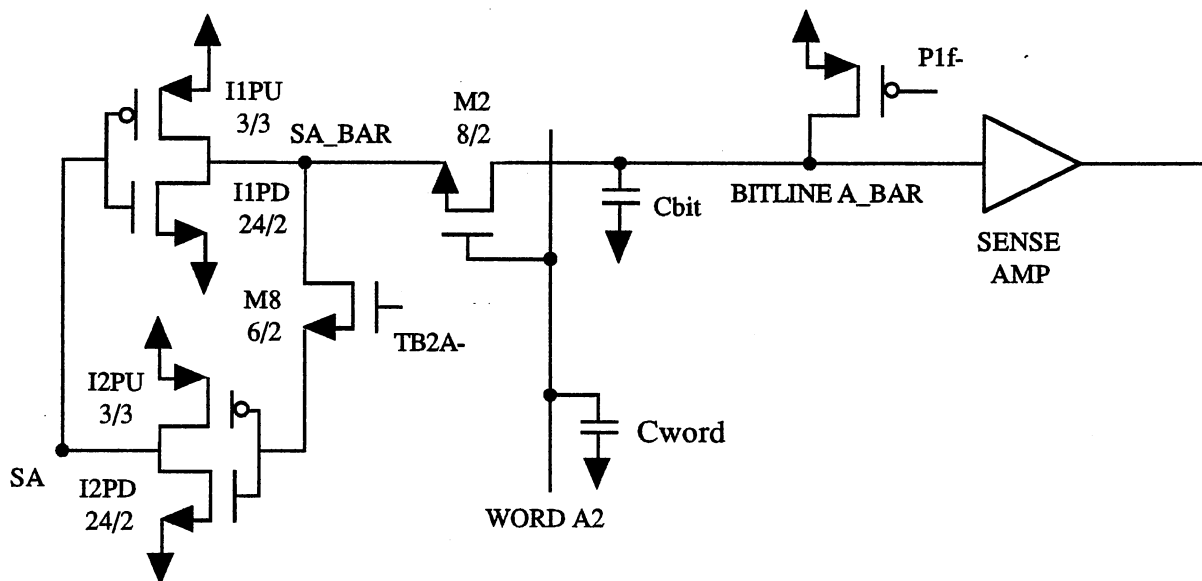 P1f-
I1PU
3/3
M2
8/2
SA_BAR
I1PD
24/2
Cbit
BITLINE A_BAR
SENSE
AMP
M8
6/2
TB2A-
I2PU
3/3
Cword
SA
I2PD
24/2
WORD A2